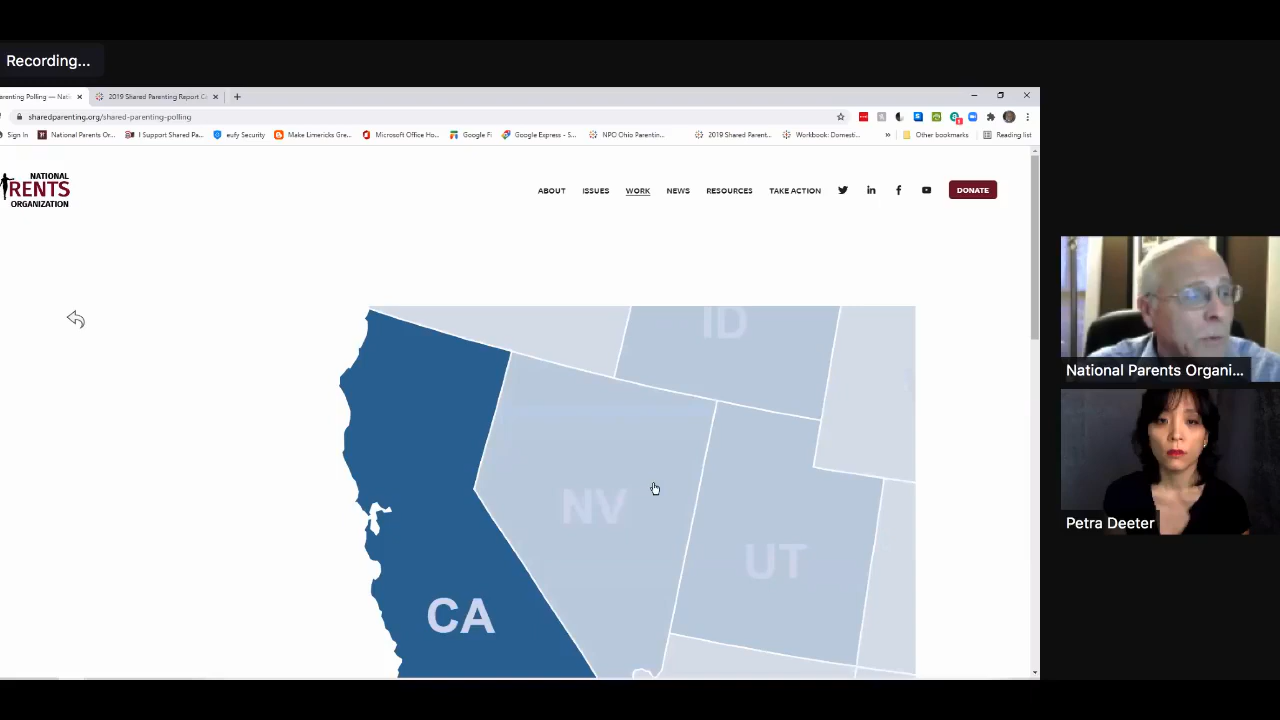 Recording...
arenting Polling — Nati
2019 Shared Parenting Report C
sharedparenting.org/shared-parenting-polling
Sign In
National Parents Or...
! Support Shared Pa...
eufy Security
Make Limericks Gre...
Microsoft Office Ho...
Google Fi
Google Express - S...
NPO Ohio Parentin...
2019 Shared Parent...
Workbook: Domesti...
»
Other bookmarks
Reading list
NATIONAL
RENTS
ORGANIZATION
ABOUT
ISSUES
WORK
NEWS
RESOURCES
TAKE ACTION
DONATE
ID
NV
UT
CA
National Parents Organi...
Petra Deeter